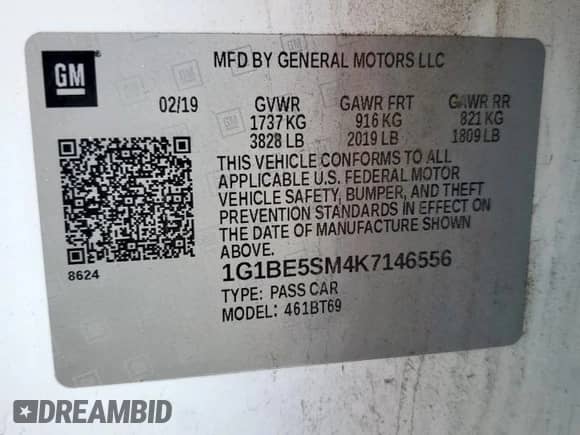 GM
MFD BY GENERAL MOTORS LLC
02/19 GVWR GAWR FRT GAWR RR
1737 KG 916 KG 821 KG
3828 LB 2019 LB 1809 LB
THIS VEHICLE CONFORMS TO ALL
APPLICABLE U.S. FEDERAL MOTOR
VEHICLE SAFETY, BUMPER, AND THEFT
PREVENTION STANDARDS IN EFFECT ON
THE DATE OF MANUFACTURE SHOWN
ABOVE.
8624
1G1BE5SM4K7146556
TYPE: PASS CAR
MODEL: 461BT69
DREAMBID